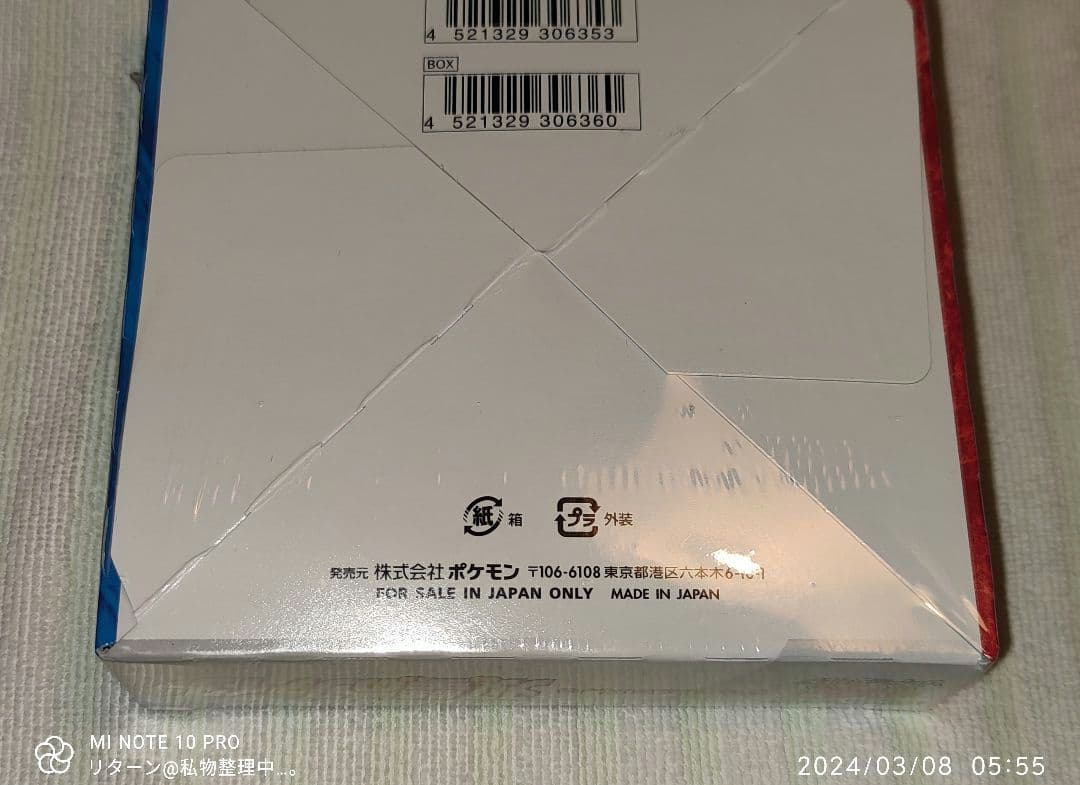 4 521329 306353
BOX
4 521329 306360
紙 箱 プラ 外装
発売元 株式会社ポケモン 〒106-6108 東京都港区六本木6-10-1
FOR SALE IN JAPAN ONLY MADE IN JAPAN
MI NOTE 10 PRO
リターン@私物整理中…。
2024/03/08 05:55